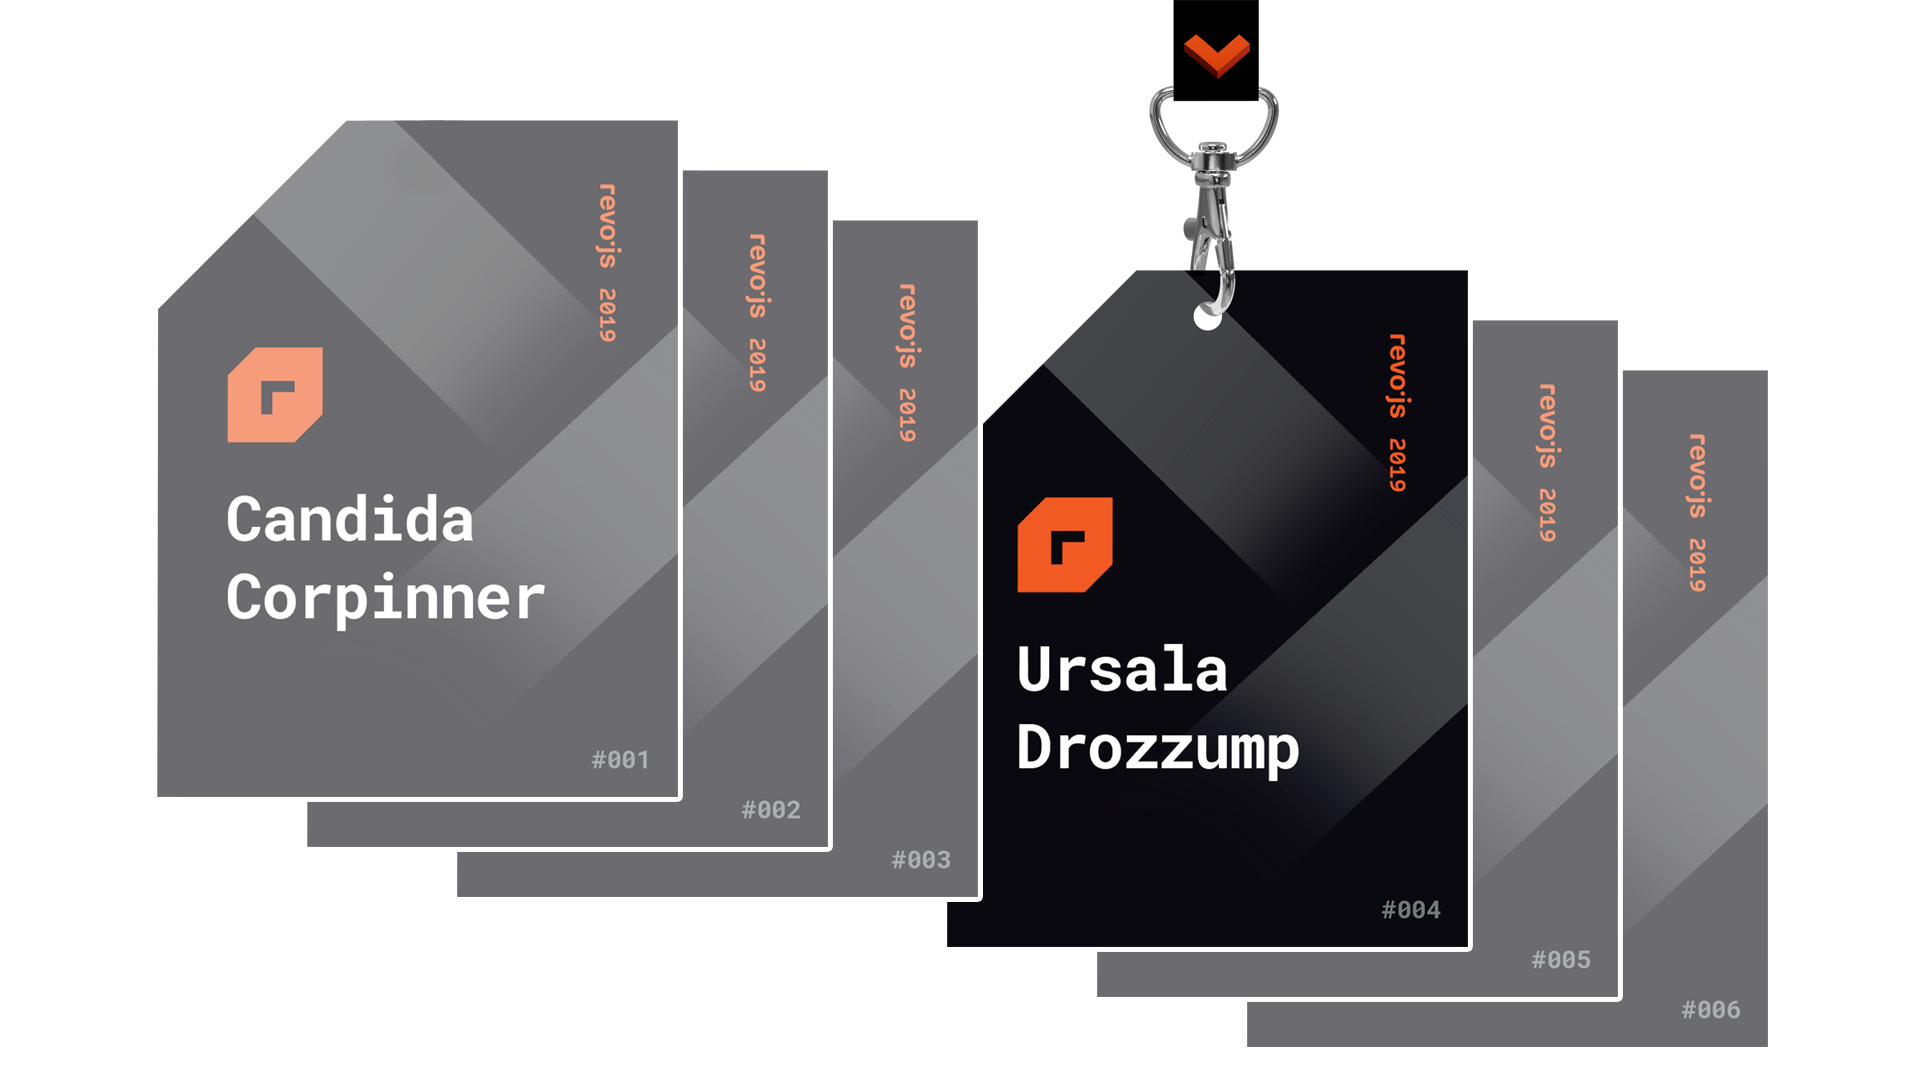 revo.js 2019
Candida
Corpinner
#001
revo.js 2019
#002
revo.js 2019
#003
revo.js 2019
Ursala
Drozzump
#004
revo.js 2019
#005
revo.js 2019
#006